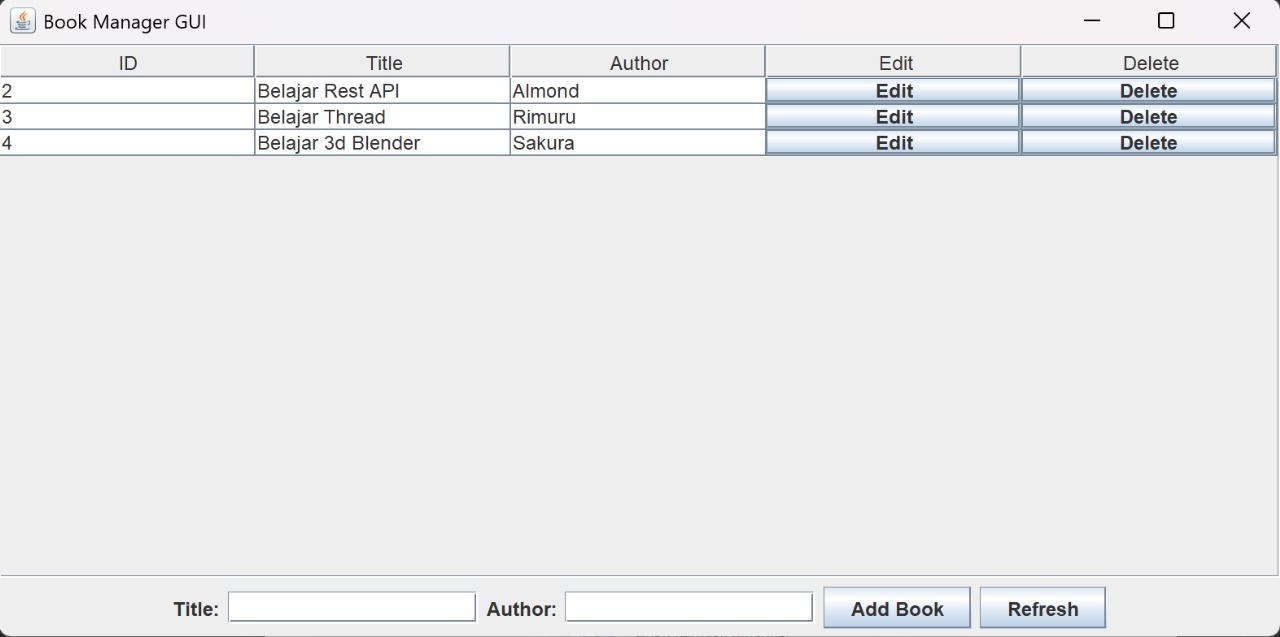 Book Manager GUI
ID Title Author Edit Delete
2 Belajar Rest API Almond Edit Delete
3 Belajar Thread Rimuru Edit Delete
4 Belajar 3d Blender Sakura Edit Delete
Title: Author: Add Book Refresh